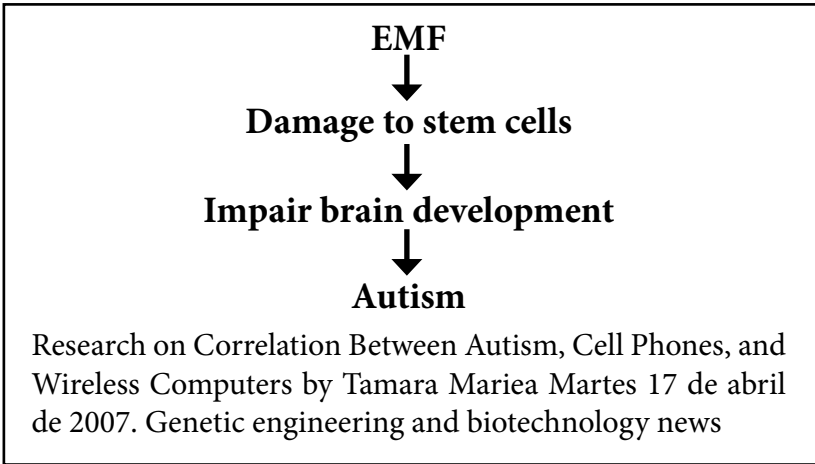 EMF
Damage to stem cells
Impair brain development
Autism
Research on Correlation Between Autism, Cell Phones, and
Wireless Computers by Tamara Mariea Martes 17 de abril
de 2007. Genetic engineering and biotechnology news